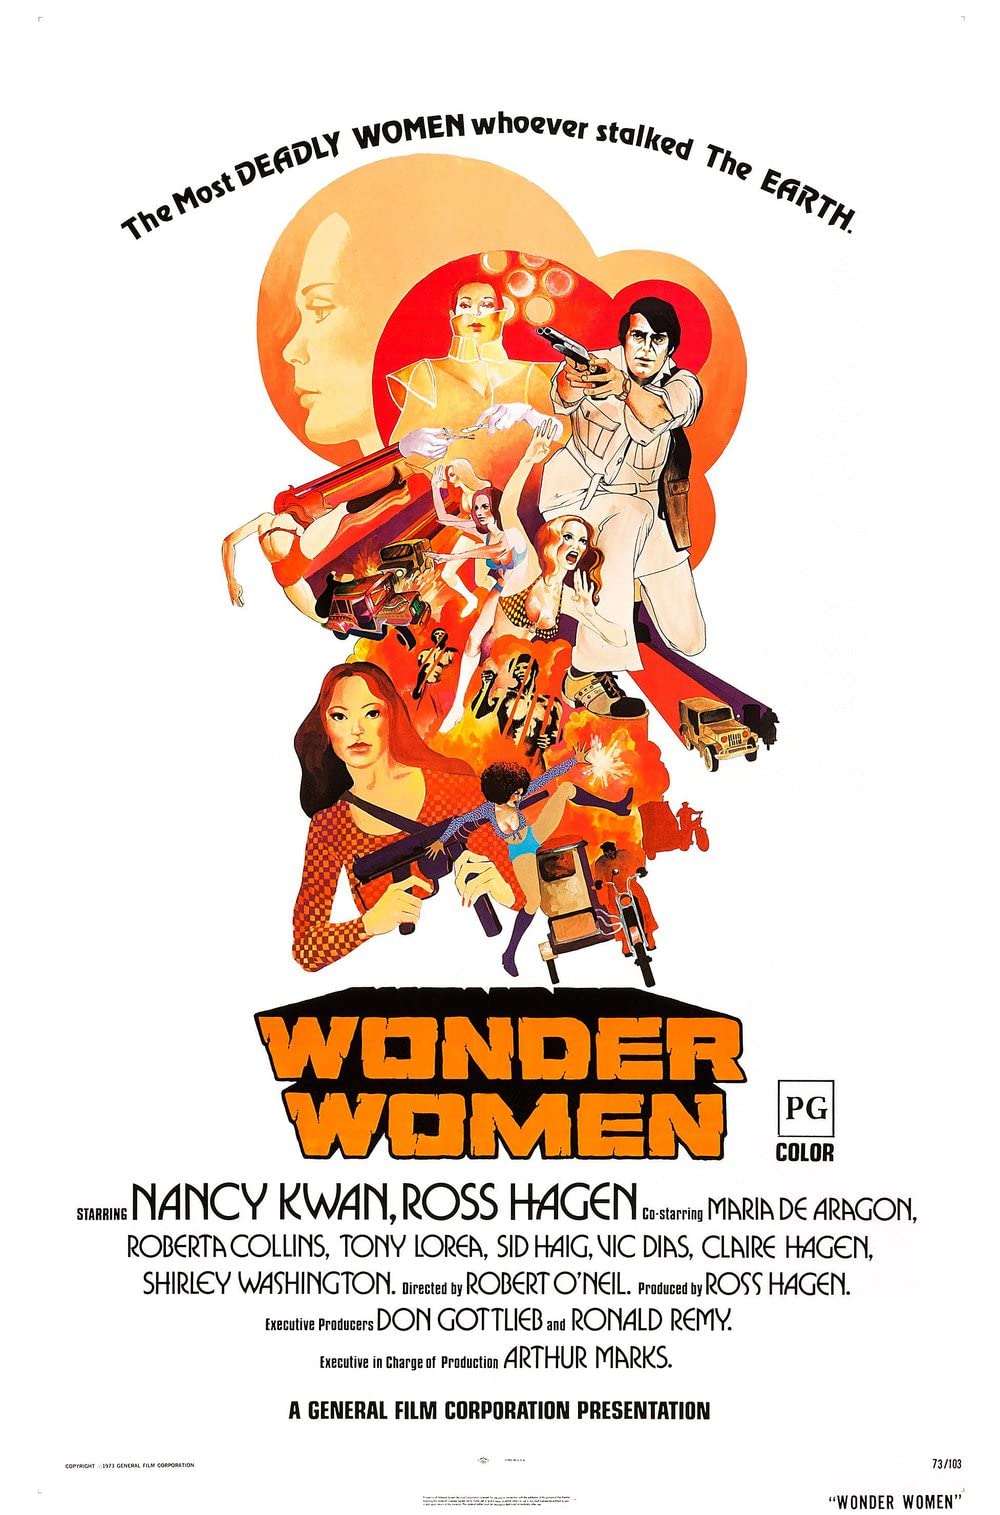 The Most DEADLY WOMEN whoever stalked The EARTH.
WONDER
WOMEN
PG
COLOR
STARRING NANCY KWAN, ROSS HAGEN Co-starring MARIA DE ARAGON,
ROBERTA COLLINS, TONY LOREA, SID HAIG, VIC DIAS, CLAIRE HAGEN,
SHIRLEY WASHINGTON. Directed by ROBERT O'NEIL. Produced by ROSS HAGEN.
Executive Producers DON GOTTLIEB and RONALD REMY.
Executive in Charge of Production ARTHUR MARKS.
A GENERAL FILM CORPORATION PRESENTATION
COPYRIGHT ©1973 GENERAL FILM CORPORATION
73/103
"WONDER WOMEN"